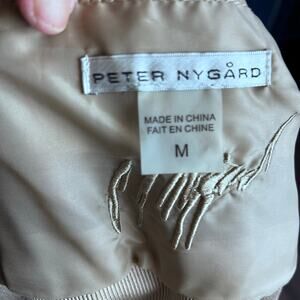 PETER NYGÅRD
MADE IN CHINA
FAIT EN CHINE
M